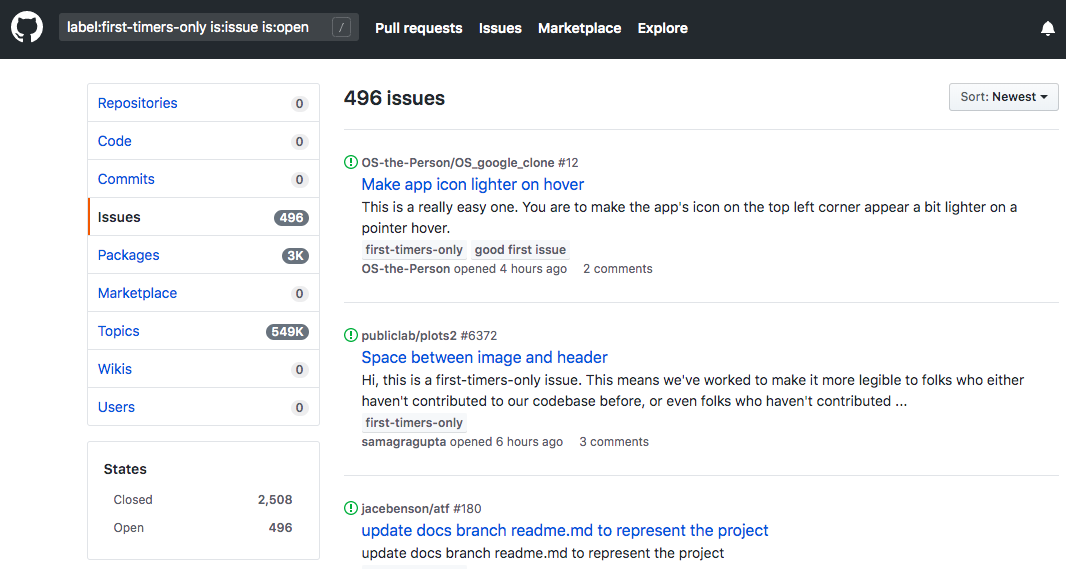 label:first-timers-only is:issue is:open /
Pull requests Issues Marketplace Explore
Repositories 0
Code 0
Commits 0
Issues 496
Packages 3K
Marketplace 0
Topics 549K
Wikis 0
Users 0
States
Closed 2,508
Open 496
496 issues
Sort: Newest
OS-the-Person/OS_google_clone #12
Make app icon lighter on hover
This is a really easy one. You are to make the app's icon on the top left corner appear a bit lighter on a
pointer hover.
first-timers-only good first issue
OS-the-Person opened 4 hours ago 2 comments
publiclab/plots2 #6372
Space between image and header
Hi, this is a first-timers-only issue. This means we've worked to make it more legible to folks who either
haven't contributed to our codebase before, or even folks who haven't contributed ...
first-timers-only
samagragupta opened 6 hours ago 3 comments
jacebenson/atf #180
update docs branch readme.md to represent the project
update docs branch readme.md to represent the project